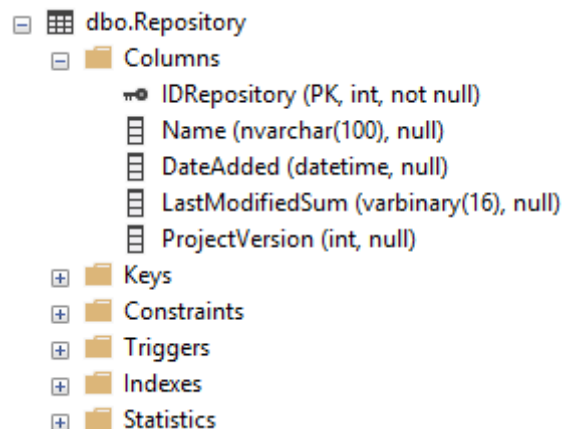 dbo.Repository
Columns
IDRepository (PK, int, not null)
Name (nvarchar(100), null)
DateAdded (datetime, null)
LastModifiedSum (varbinary(16), null)
ProjectVersion (int, null)
Keys
Constraints
Triggers
Indexes
Statistics